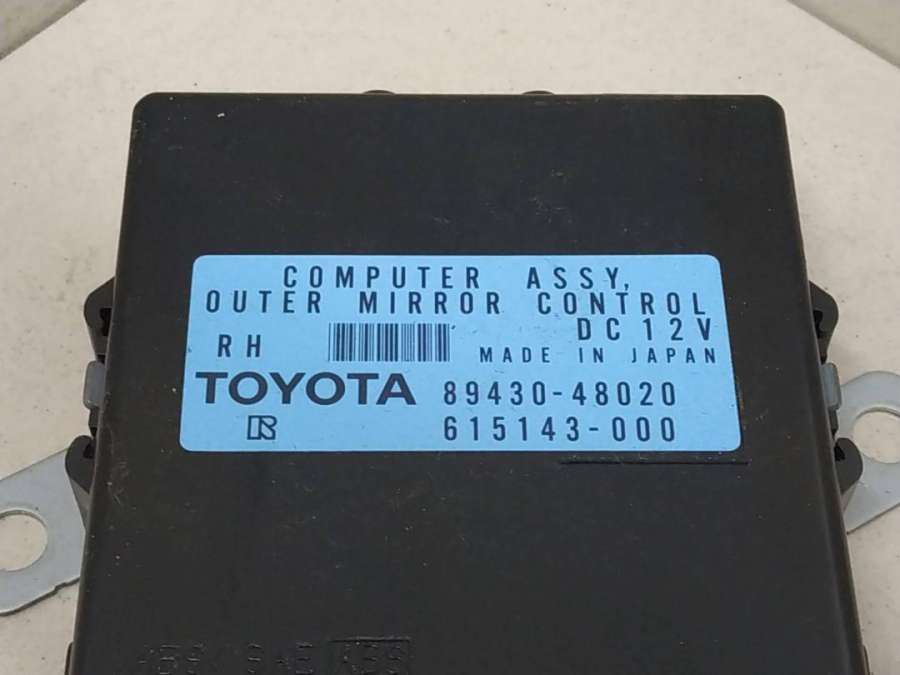 COMPUTER ASSY,
OUTER MIRROR CONTROL
DC12V
RH
MADE IN JAPAN
TOYOTA 89430-48020
R 615143-000